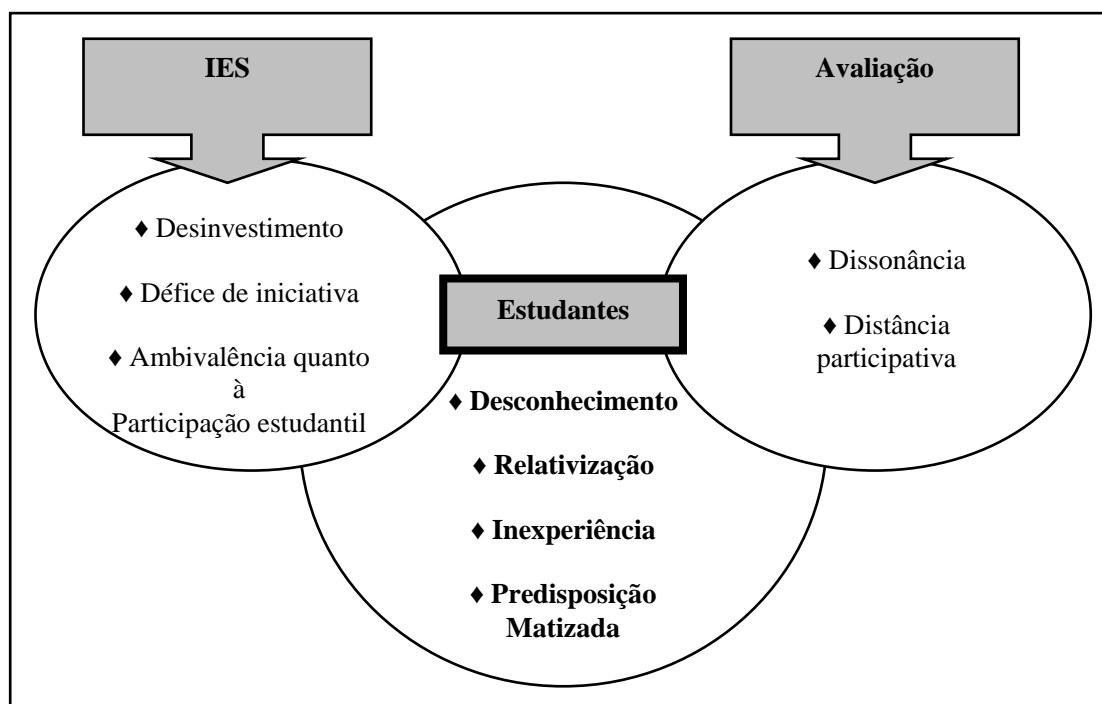 IES
♦ Desinvestimento
♦ Défice de iniciativa
♦ Ambivalência quanto
à
Participação estudantil
Estudantes
♦ Desconhecimento
♦ Relativização
♦ Inexperiência
♦ Predisposição
Matizada
Avaliação
♦ Dissonância
♦ Distância
participativa